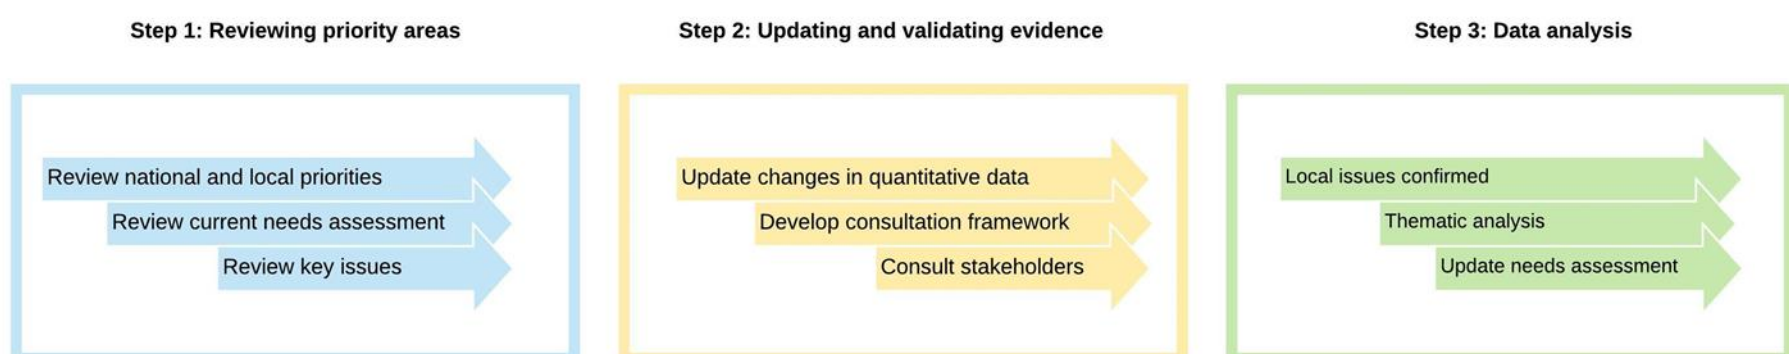 Step 1: Reviewing priority areas
Review national and local priorities
Review current needs assessment
Review key issues
Step 2: Updating and validating evidence
Update changes in quantitative data
Develop consultation framework
Consult stakeholders
Step 3: Data analysis
Local issues confirmed
Thematic analysis
Update needs assessment